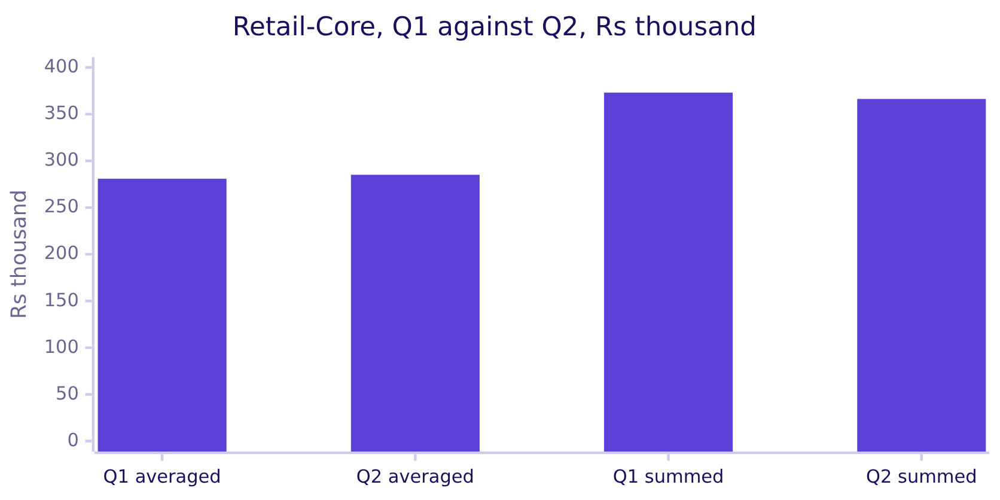 Retail-Core, Q1 against Q2, Rs thousand
Rs thousand
400
350
300
250
200
150
100
50
0
Q1 averaged
Q2 averaged
Q1 summed
Q2 summed